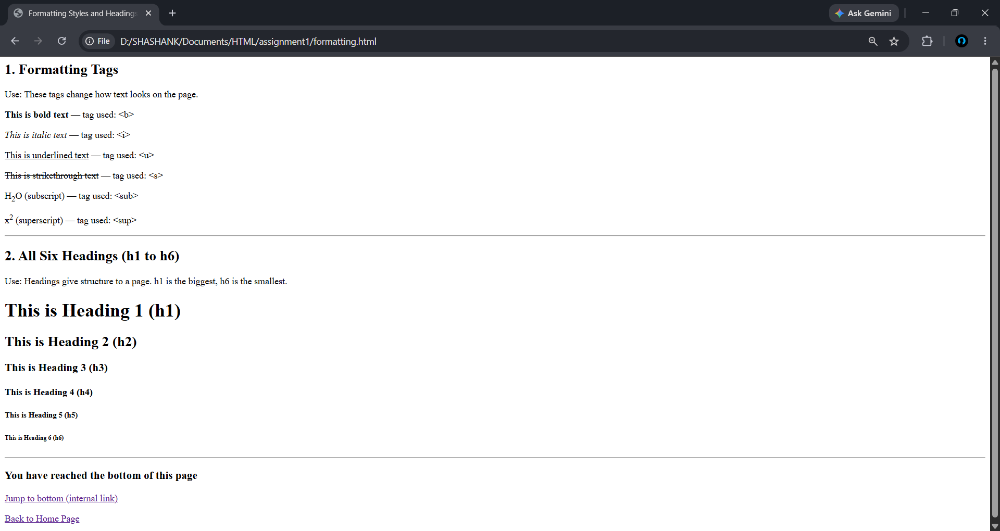 Formatting Styles and Headings
Ask Gemini
File
D:/SHASHANK/Documents/HTML/assignment1/formatting.html
1. Formatting Tags
Use: These tags change how text looks on the page.
This is bold text — tag used: <b>
This is italic text — tag used: <i>
This is underlined text — tag used: <u>
This is strikethrough text — tag used: <s>
H₂O (subscript) — tag used: <sub>
x² (superscript) — tag used: <sup>
2. All Six Headings (h1 to h6)
Use: Headings give structure to a page. h1 is the biggest, h6 is the smallest.
This is Heading 1 (h1)
This is Heading 2 (h2)
This is Heading 3 (h3)
This is Heading 4 (h4)
This is Heading 5 (h5)
This is Heading 6 (h6)
You have reached the bottom of this page
Jump to bottom (internal link)
Back to Home Page